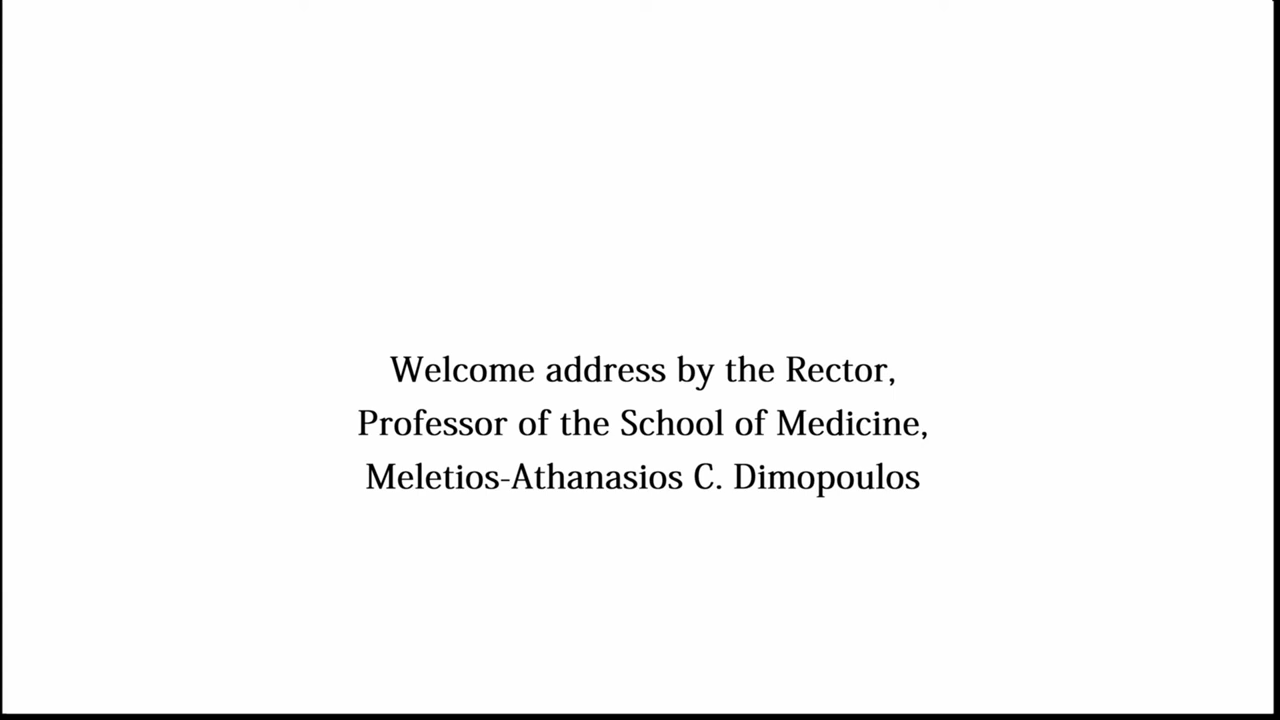 Welcome address by the Rector,
Professor of the School of Medicine,
Meletios-Athanasios C. Dimopoulos